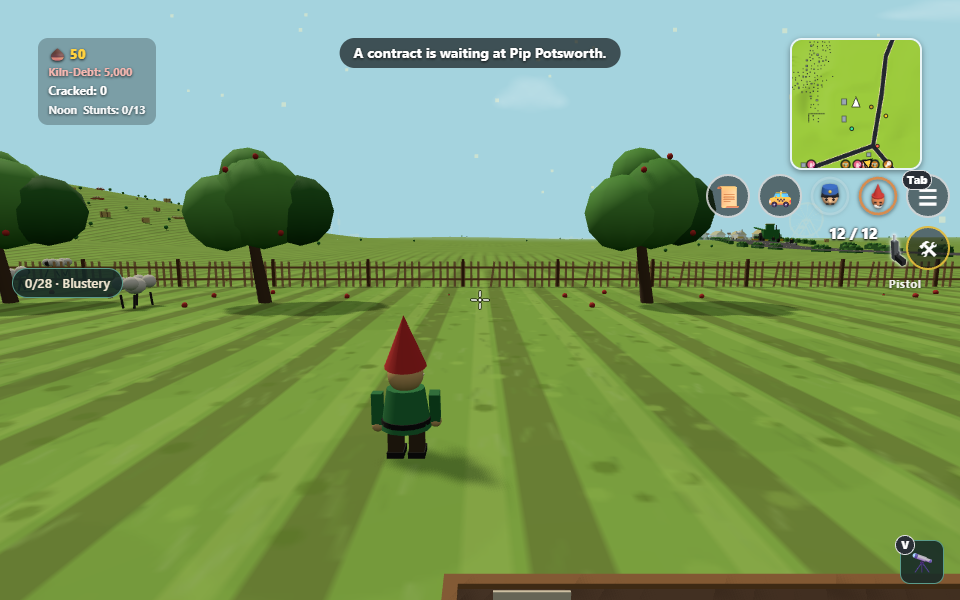 50
Kiln-Debt: 5,000
Cracked: 0
Noon Stunts: 0/13
A contract is waiting at Pip Potsworth.
Tab
12 / 12
Pistol
0/28 · Blustery
V